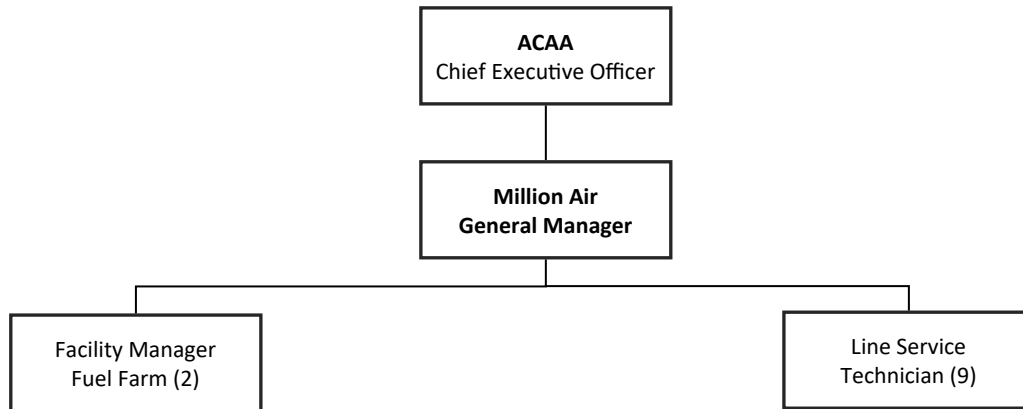 ACAA
Chief Executive Officer
Million Air
General Manager
Facility Manager
Fuel Farm (2)
Line Service
Technician (9)